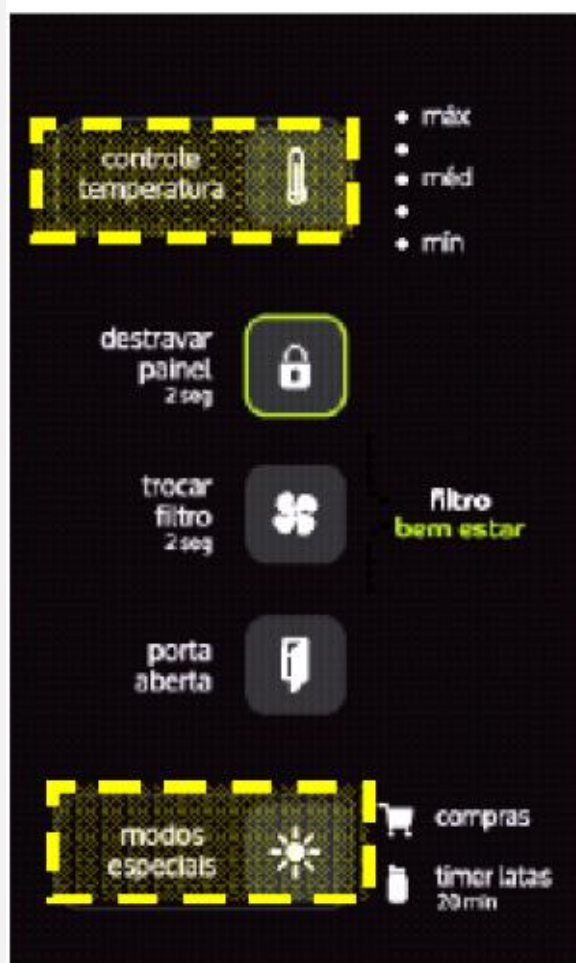 controle
temperatura
máx
méd
mín
destravar
painel
2 seg
trocar
filtro
2 seg
filtro
bem estar
porta
aberta
modos
especiais
compras
timer latas
20 min